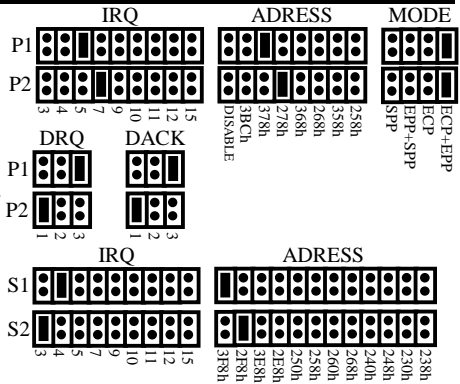 IRQ ADRESS MODE
P1
P2
3 4 5 7 9 10 11 12 15
DISABLE 3BCh 378h 278h 368h 268h 358h 258h
SPP EPP+SPP ECP ECP+EPP
DRQ DACK
P1
P2
1 2 3 1 2 3
IRQ ADRESS
S1
S2
3 4 5 7 9 10 11 12 15
3F8h 2F8h 3E8h 2E8h 250h 258h 260h 268h 240h 248h 230h 238h